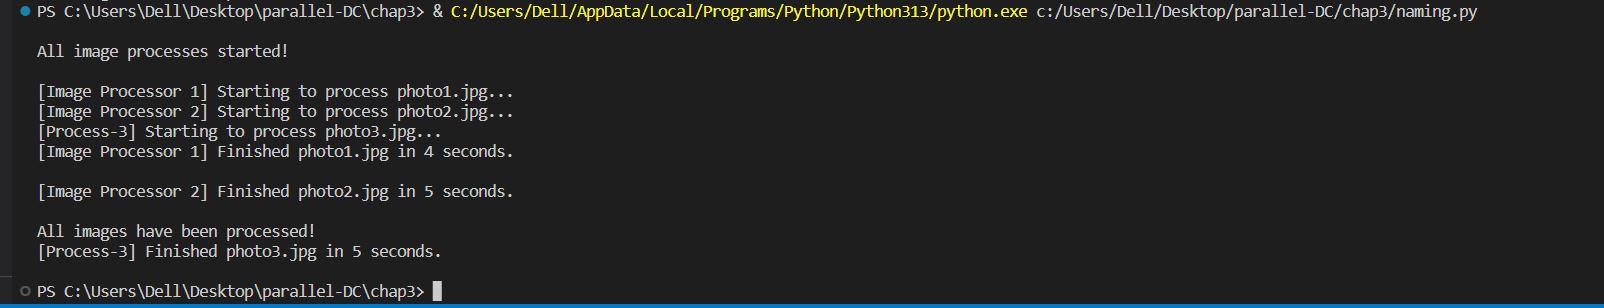 PS C:\Users\Dell\Desktop\parallel-DC\chap3> & C:/Users/Dell/AppData/Local/Programs/Python/Python313/python.exe c:/Users/Dell/Desktop/parallel-DC/chap3/naming.py
All image processes started!
[Image Processor 1] Starting to process photo1.jpg...
[Image Processor 2] Starting to process photo2.jpg...
[Process-3] Starting to process photo3.jpg...
[Image Processor 1] Finished photo1.jpg in 4 seconds.
[Image Processor 2] Finished photo2.jpg in 5 seconds.
All images have been processed!
[Process-3] Finished photo3.jpg in 5 seconds.
PS C:\Users\Dell\Desktop\parallel-DC\chap3>